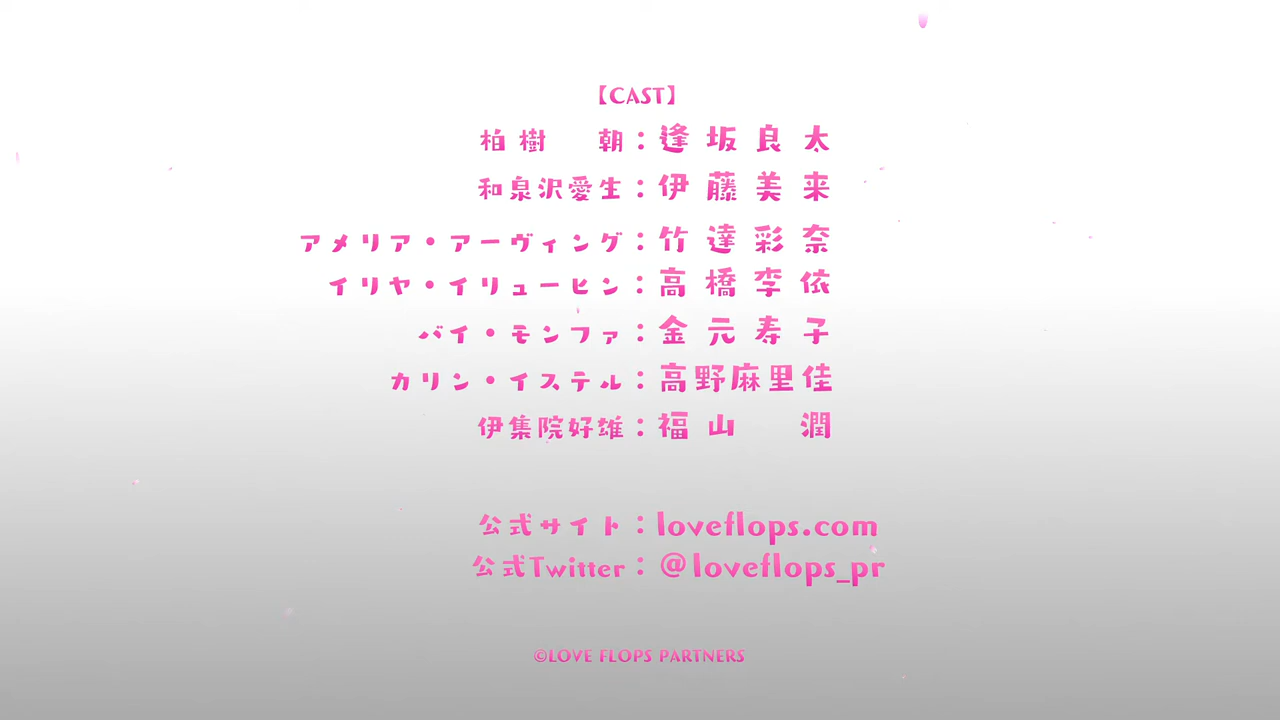 【CAST】
柏樹　朝：逢坂良太
和泉沢愛生：伊藤美来
アメリア・アーヴィング：竹達彩奈
イリヤ・イリューヒン：高橋李依
バイ・モンファ：金元寿子
カリン・イステル：高野麻里佳
伊集院好雄：福山　潤
公式サイト：loveflops.com
公式Twitter：@loveflops_pr
©LOVE FLOPS PARTNERS